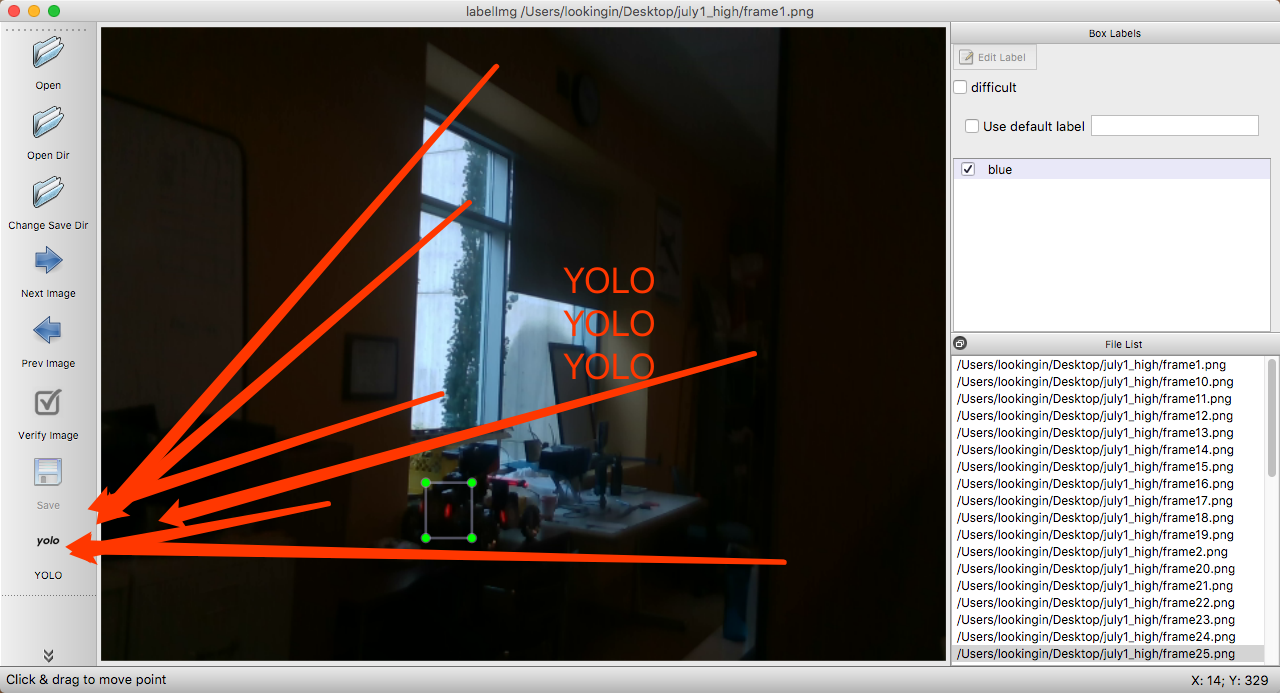 labelImg /Users/lookingin/Desktop/july1_high/frame1.png
Open
Open Dir
Change Save Dir
Next Image
Prev Image
Verify Image
Save
yolo
YOLO
YOLO
YOLO
YOLO
Box Labels
Edit Label
difficult
Use default label
blue
File List
/Users/lookingin/Desktop/july1_high/frame1.png
/Users/lookingin/Desktop/july1_high/frame10.png
/Users/lookingin/Desktop/july1_high/frame11.png
/Users/lookingin/Desktop/july1_high/frame12.png
/Users/lookingin/Desktop/july1_high/frame13.png
/Users/lookingin/Desktop/july1_high/frame14.png
/Users/lookingin/Desktop/july1_high/frame15.png
/Users/lookingin/Desktop/july1_high/frame16.png
/Users/lookingin/Desktop/july1_high/frame17.png
/Users/lookingin/Desktop/july1_high/frame18.png
/Users/lookingin/Desktop/july1_high/frame19.png
/Users/lookingin/Desktop/july1_high/frame2.png
/Users/lookingin/Desktop/july1_high/frame20.png
/Users/lookingin/Desktop/july1_high/frame21.png
/Users/lookingin/Desktop/july1_high/frame22.png
/Users/lookingin/Desktop/july1_high/frame23.png
/Users/lookingin/Desktop/july1_high/frame24.png
/Users/lookingin/Desktop/july1_high/frame25.png
Click & drag to move point
X: 14; Y: 329